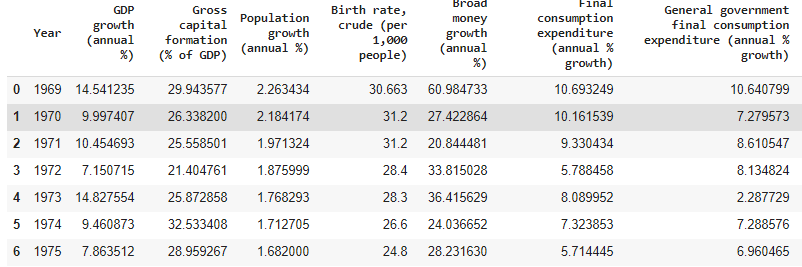 Year
GDP
growth
(annual
%)
Gross
capital
formation
(% of GDP)
Population
growth
(annual %)
Birth rate,
crude (per
1,000
people)
Broad
money
growth
(annual
%)
Final
consumption
expenditure
(annual %
growth)
General government
final consumption
expenditure (annual %
growth)
0 1969 14.541235 29.943577 2.263434 30.663 60.984733 10.693249 10.640799
1 1970 9.997407 26.338200 2.184174 31.2 27.422864 10.161539 7.279573
2 1971 10.454693 25.558501 1.971324 31.2 20.844481 9.330434 8.610547
3 1972 7.150715 21.404761 1.875999 28.4 33.815028 5.788458 8.134824
4 1973 14.827554 25.872858 1.768293 28.3 36.415629 8.089952 2.287729
5 1974 9.460873 32.533408 1.712705 26.6 24.036652 7.323853 7.288576
6 1975 7.863512 28.959267 1.682000 24.8 28.231630 5.714445 6.960465